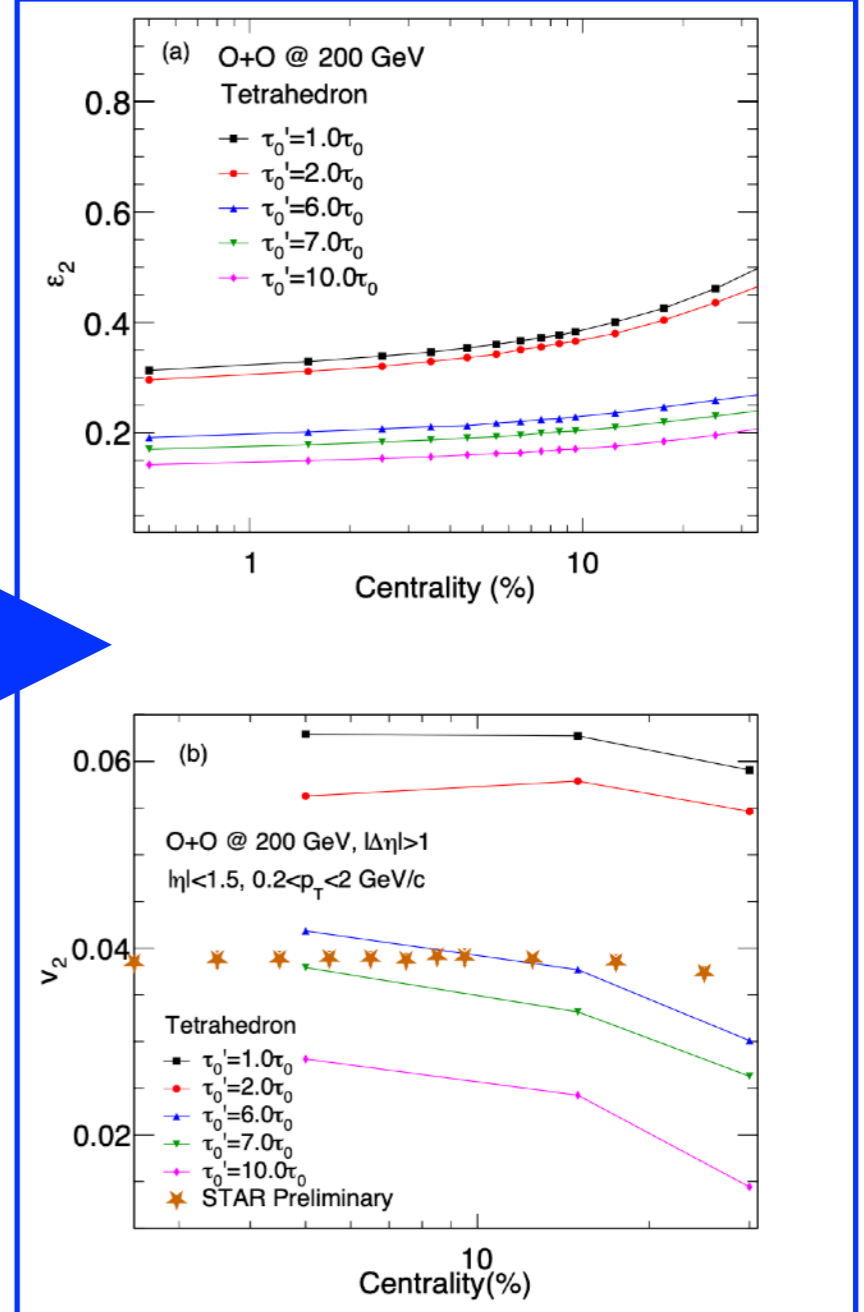 (a) O+O @ 200 GeV
Tetrahedron
τ₀'=1.0τ₀
τ₀'=2.0τ₀
τ₀'=6.0τ₀
τ₀'=7.0τ₀
τ₀'=10.0τ₀
0.8
0.6
0.4
0.2
ε₂
1 10
Centrality (%)
(b)
0.06
0.04
0.02
v₂
O+O @ 200 GeV, |Δη|>1
|η|<1.5, 0.2<p_T<2 GeV/c
Tetrahedron
τ₀'=1.0τ₀
τ₀'=2.0τ₀
τ₀'=6.0τ₀
τ₀'=7.0τ₀
τ₀'=10.0τ₀
STAR Preliminary
10
Centrality(%)